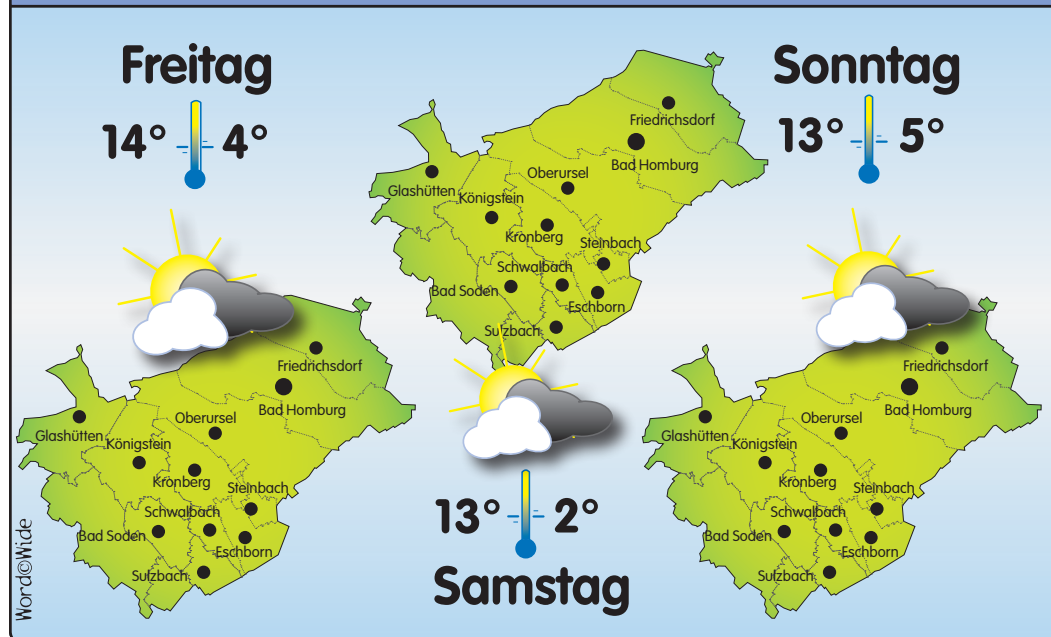 Freitag
14° 4°
Friedrichsdorf
Bad Homburg
Oberursel
Glashütten
Königstein
Kronberg
Steinbach
Schwalbach
Bad Soden
Eschborn
Sulzbach
Friedrichsdorf
Bad Homburg
Glashütten
Oberursel
Königstein
Kronberg
Steinbach
Schwalbach
Bad Soden
Eschborn
Sulzbach
13° 2°
Samstag
Sonntag
13° 5°
Friedrichsdorf
Bad Homburg
Oberursel
Glashütten
Königstein
Kronberg
Steinbach
Schwalbach
Bad Soden
Eschborn
Sulzbach
Word©Wide